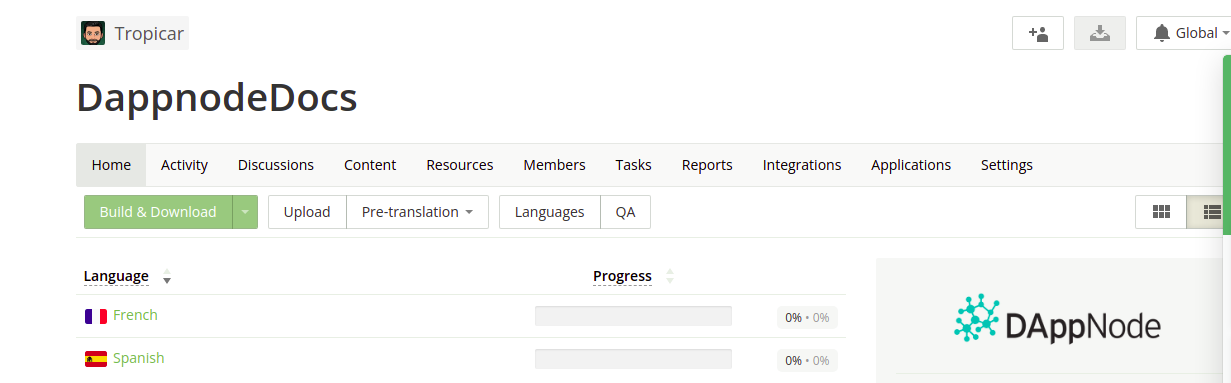 Tropicar
Global
DappnodeDocs
Home Activity Discussions Content Resources Members Tasks Reports Integrations Applications Settings
Build & Download Upload Pre-translation Languages QA
Language Progress
French 0% • 0%
DAppNode
Spanish 0% • 0%